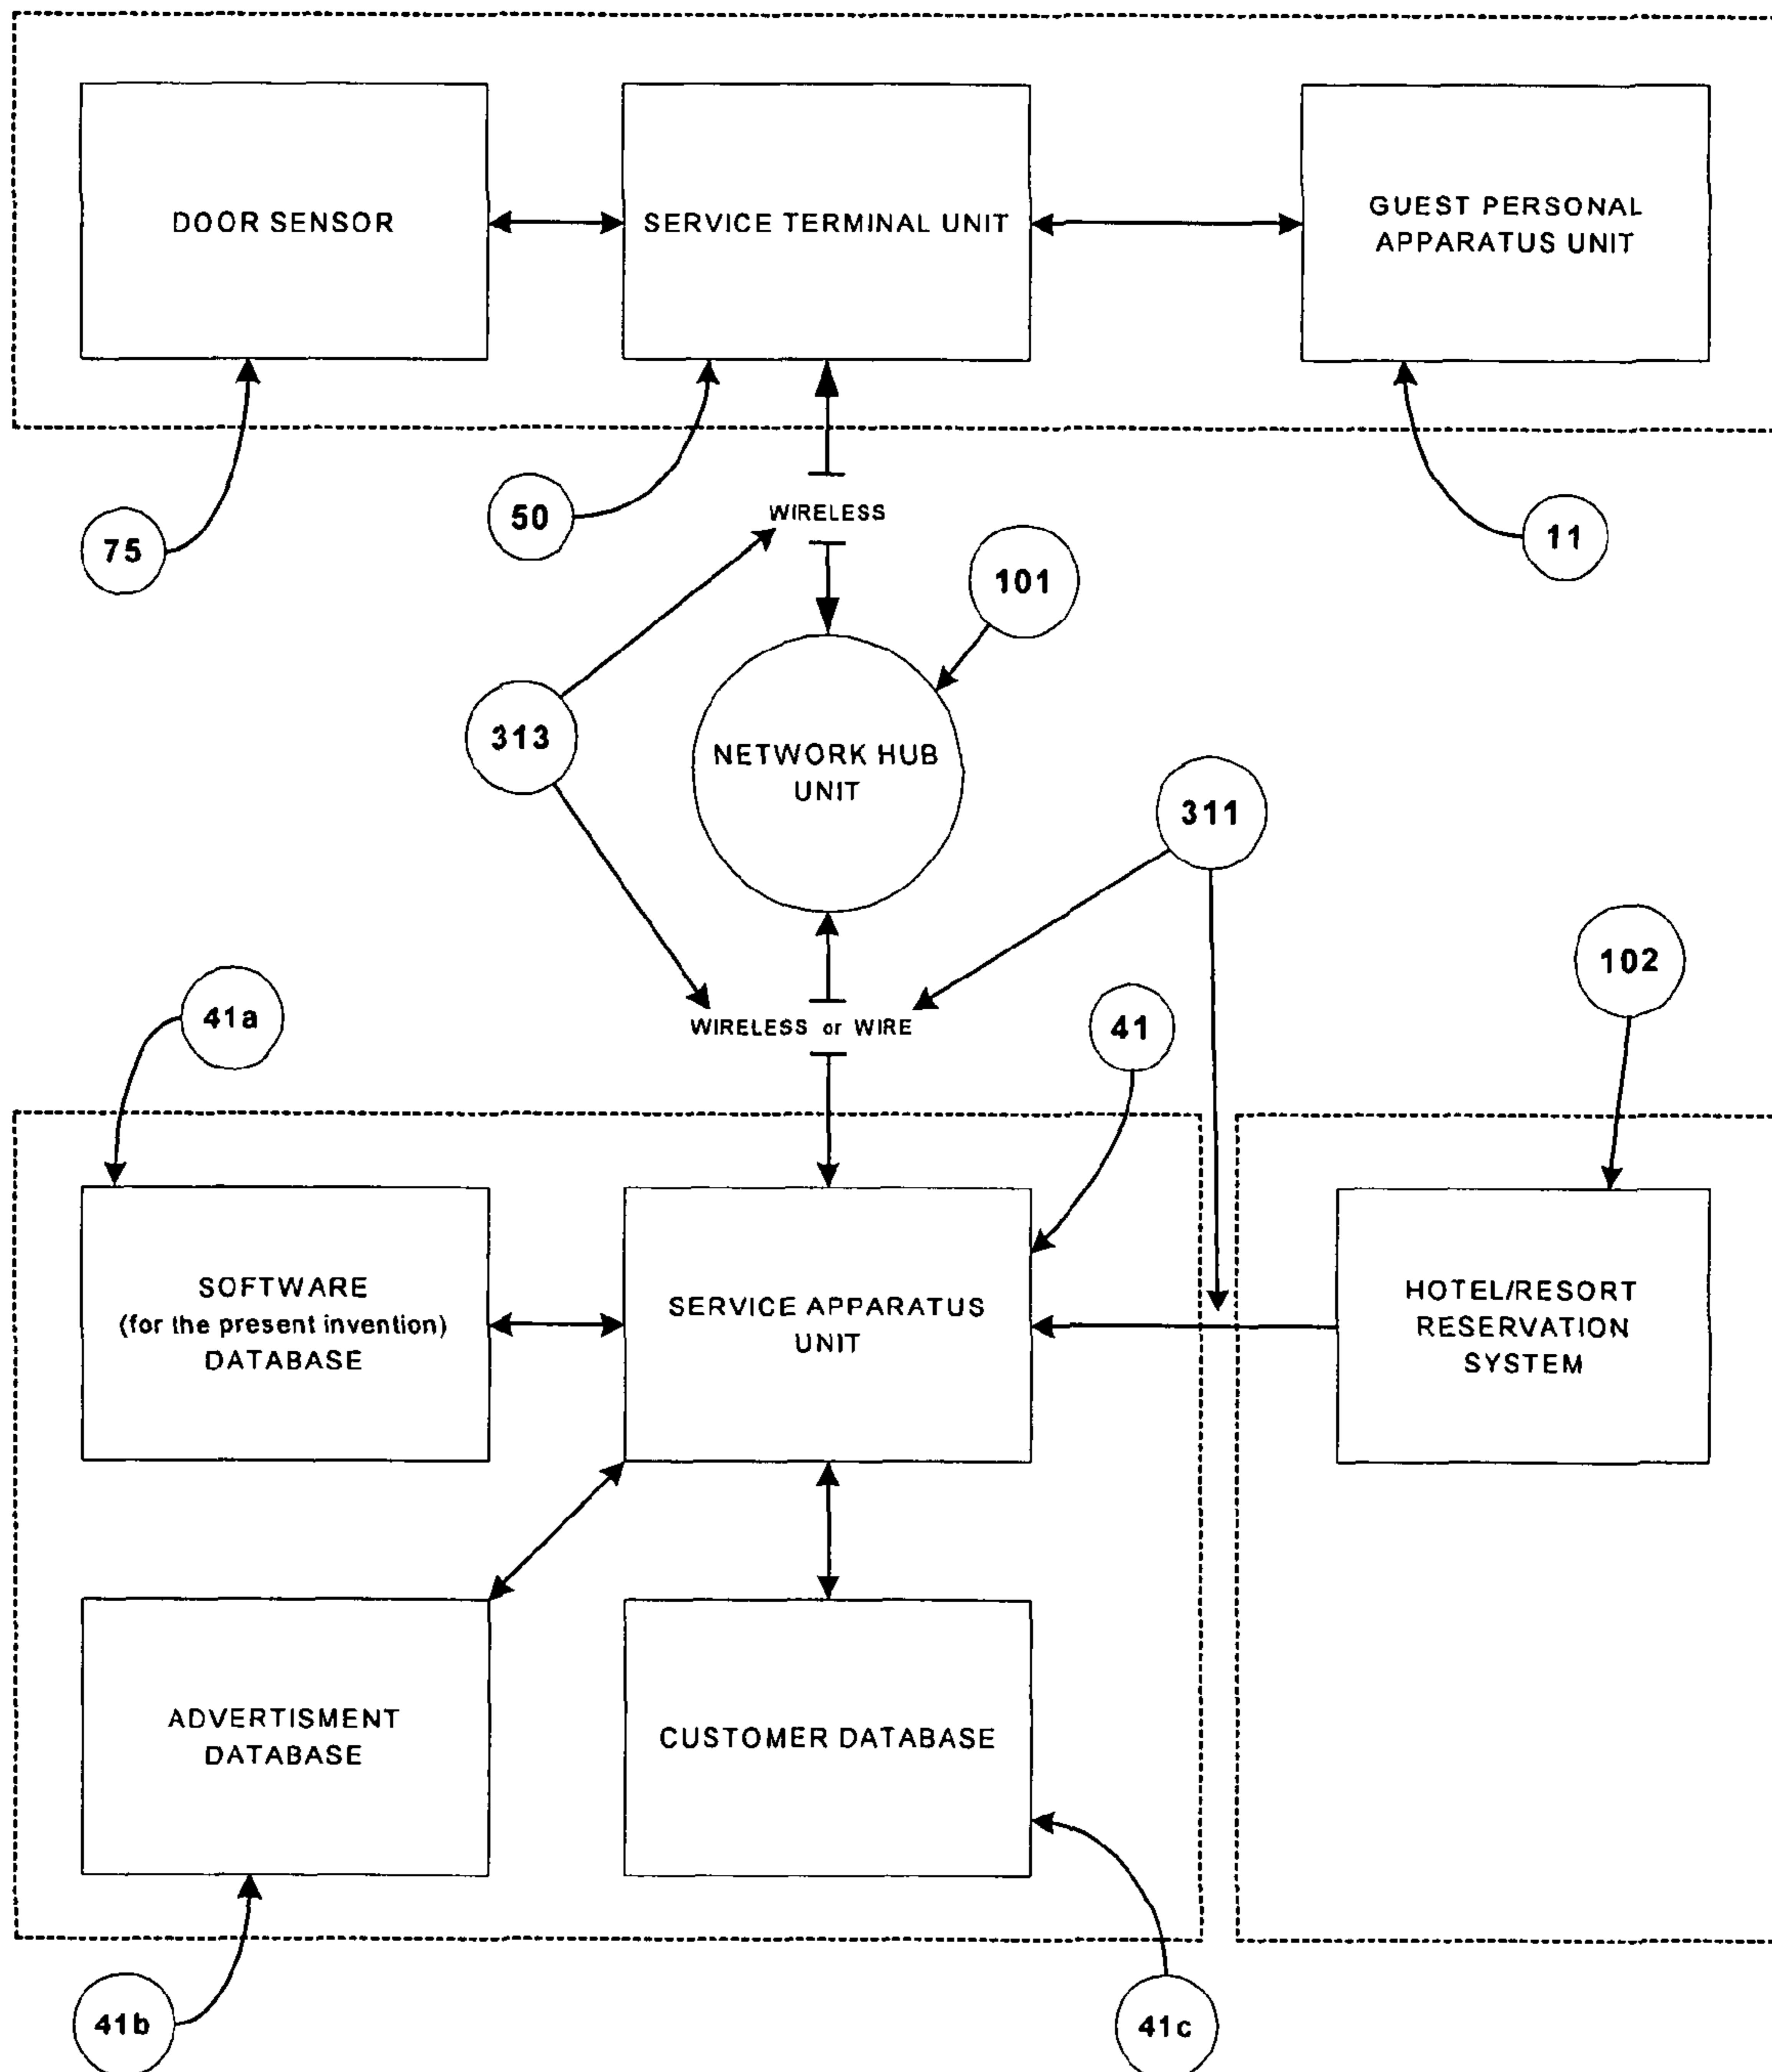 DOOR SENSOR
SERVICE TERMINAL UNIT
GUEST PERSONAL
APPARATUS UNIT
75
50
WIRELESS
101
11
313
NETWORK HUB
UNIT
311
102
41a
WIRELESS or WIRE
41
SOFTWARE
(for the present invention)
DATABASE
SERVICE APPARATUS
UNIT
HOTEL/RESORT
RESERVATION
SYSTEM
ADVERTISMENT
DATABASE
CUSTOMER DATABASE
41b
41c